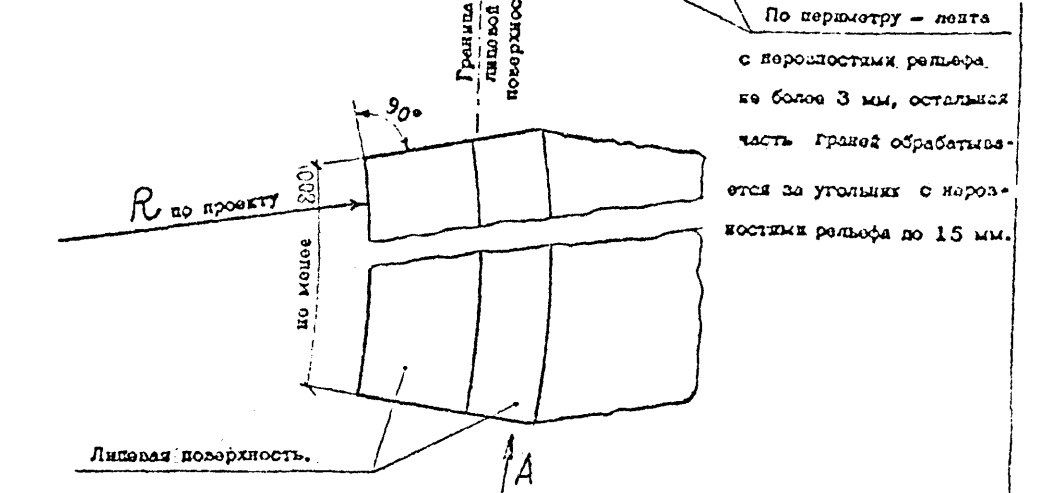 Граница
лицевой
поверхнос
По периметру - лента
с неровностями рельефа
не более 3 мм, остальная
часть граней обрабатыва-
ется за угольник с неров-
ностями рельефа до 15 мм.
90°
R по проекту
не менее
Лицевая поверхность.
A